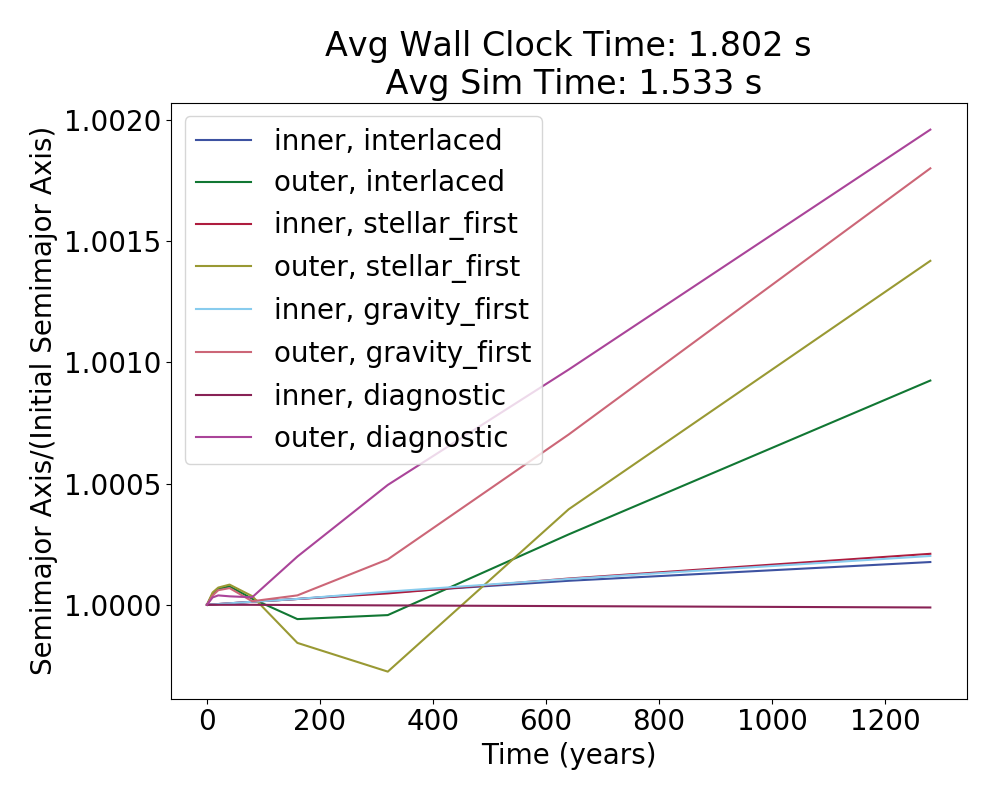 Avg Wall Clock Time: 1.802 s
Avg Sim Time: 1.533 s
Semimajor Axis/(Initial Semimajor Axis)
1.0020
1.0015
1.0010
1.0005
1.0000
inner, interlaced
outer, interlaced
inner, stellar_first
outer, stellar_first
inner, gravity_first
outer, gravity_first
inner, diagnostic
outer, diagnostic
0 200 400 600 800 1000 1200
Time (years)